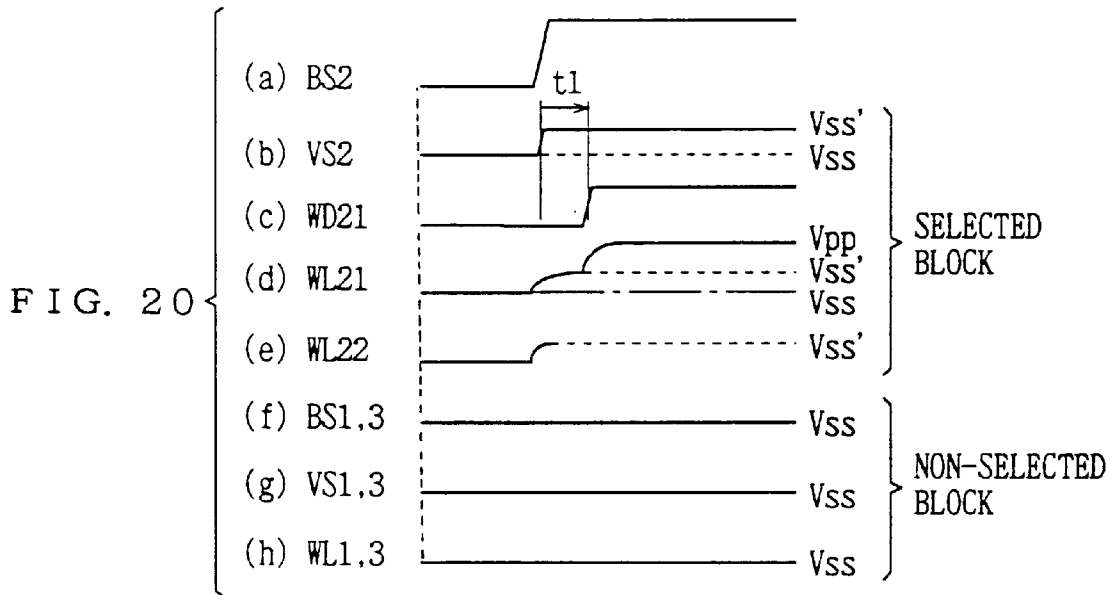 (a) BS2
t1
(b) VS2
Vss'
Vss
(c) WD21
(d) WL21
Vpp
Vss'
Vss
(e) WL22
Vss'
SELECTED
BLOCK
FIG. 20
(f) BS1,3
Vss
(g) VS1,3
Vss
(h) WL1,3
Vss
NON-SELECTED
BLOCK